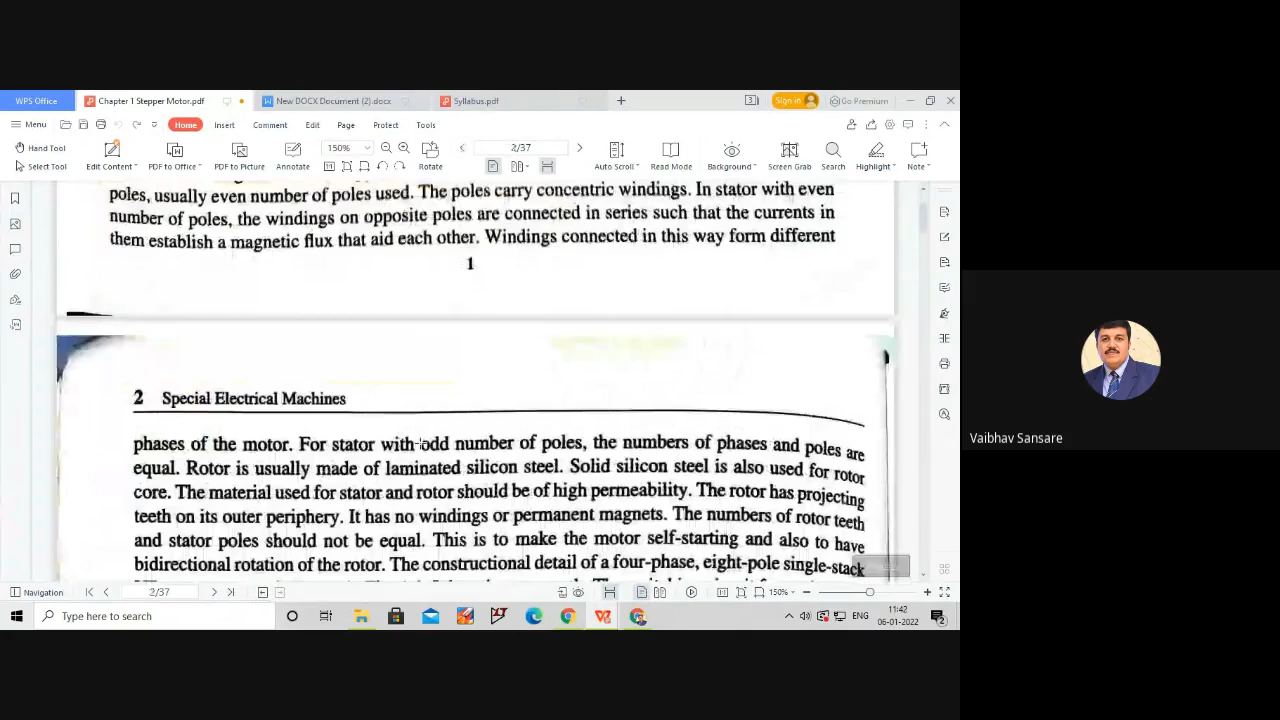 WPS Office
Chapter 1 Stepper Motor.pdf
New DOCX Document (2).docx
Syllabus.pdf
Sign in
Go Premium
Menu
Home
Insert
Comment
Edit
Page
Protect
Tools
Hand Tool
Select Tool
Edit Content
PDF to Office
PDF to Picture
Annotate
150%
Rotate
2/37
Auto Scroll
Read Mode
Background
Screen Grab
Search
Highlight
Note
poles, usually even number of poles used. The poles carry concentric windings. In stator with even
number of poles, the windings on opposite poles are connected in series such that the currents in
them establish a magnetic flux that aid each other. Windings connected in this way form different
1
2 Special Electrical Machines
phases of the motor. For stator with odd number of poles, the numbers of phases and poles are
equal. Rotor is usually made of laminated silicon steel. Solid silicon steel is also used for rotor
core. The material used for stator and rotor should be of high permeability. The rotor has projecting
teeth on its outer periphery. It has no windings or permanent magnets. The numbers of rotor teeth
and stator poles should not be equal. This is to make the motor self-starting and also to have
bidirectional rotation of the rotor. The constructional detail of a four-phase, eight-pole single-stack
Navigation
2/37
150%
Type here to search
ENG
11:42
06-01-2022
Vaibhav Sansare